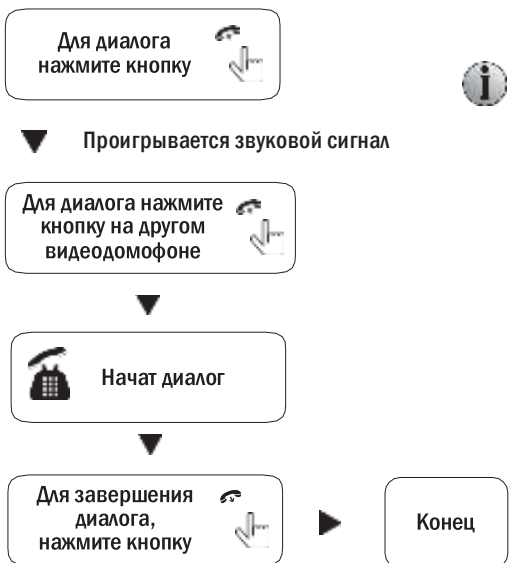 Для диалога
нажмите кнопку
Проигрывается звуковой сигнал
Для диалога нажмите
кнопку на другом
видеодомофоне
Начат диалог
Для завершения
диалога,
нажмите кнопку
Конец